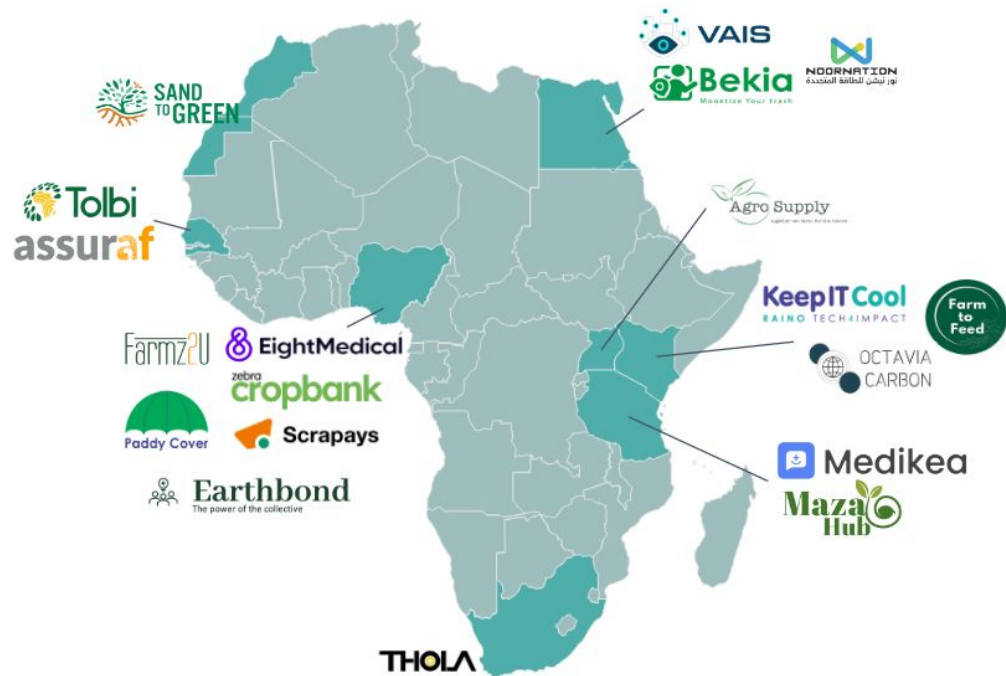 VAIS
Bekia
Monetize Your trash
NOORNATION
نور نيشن للطاقة المتجددة
SAND
TO GREEN
Tolbi
assuraf
Agro Supply
KeepIT Cool
RAINO TECH4IMPACT
Farm
to
Feed
OCTAVIA
CARBON
Farmz2U
EightMedical
zebra
cropbank
Paddy Cover
Scrapays
Earthbond
The power of the collective
Medikea
Maza
Hub
THOLA